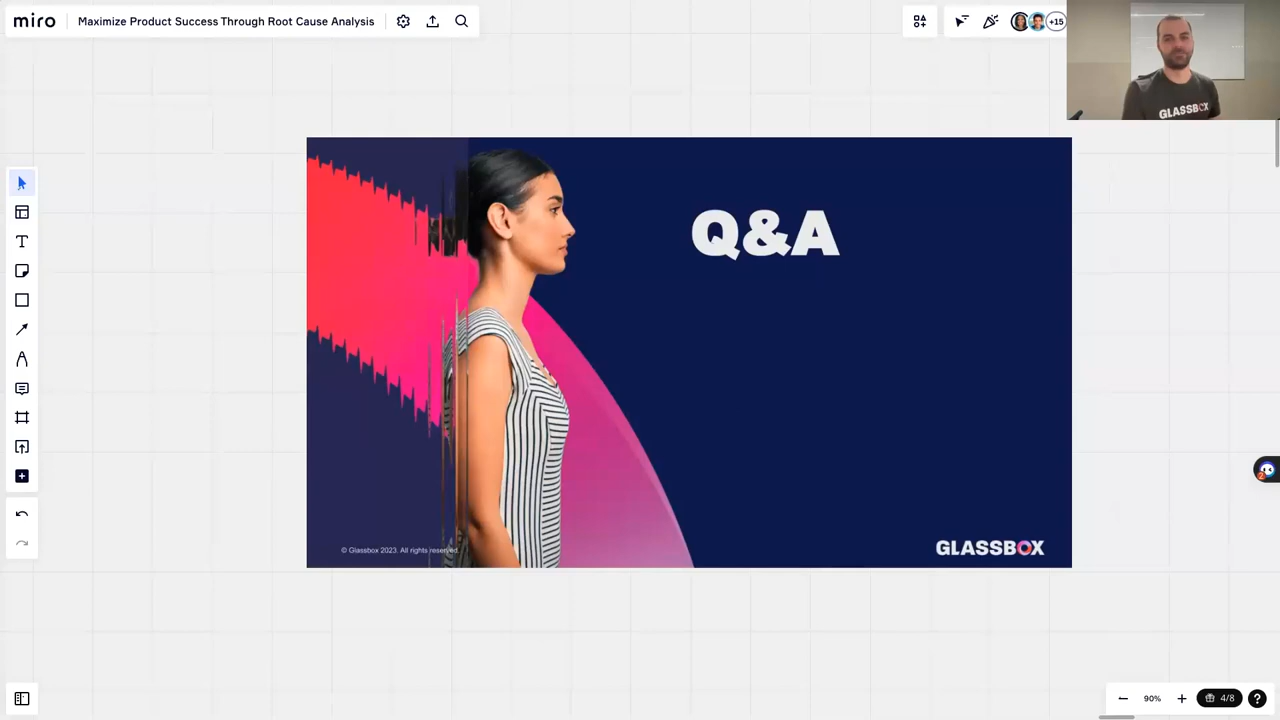 miro
Maximize Product Success Through Root Cause Analysis
+15
GLASSBOX
Q&A
© Glassbox 2023. All rights reserved.
GLASSBOX
2
90%
4/8